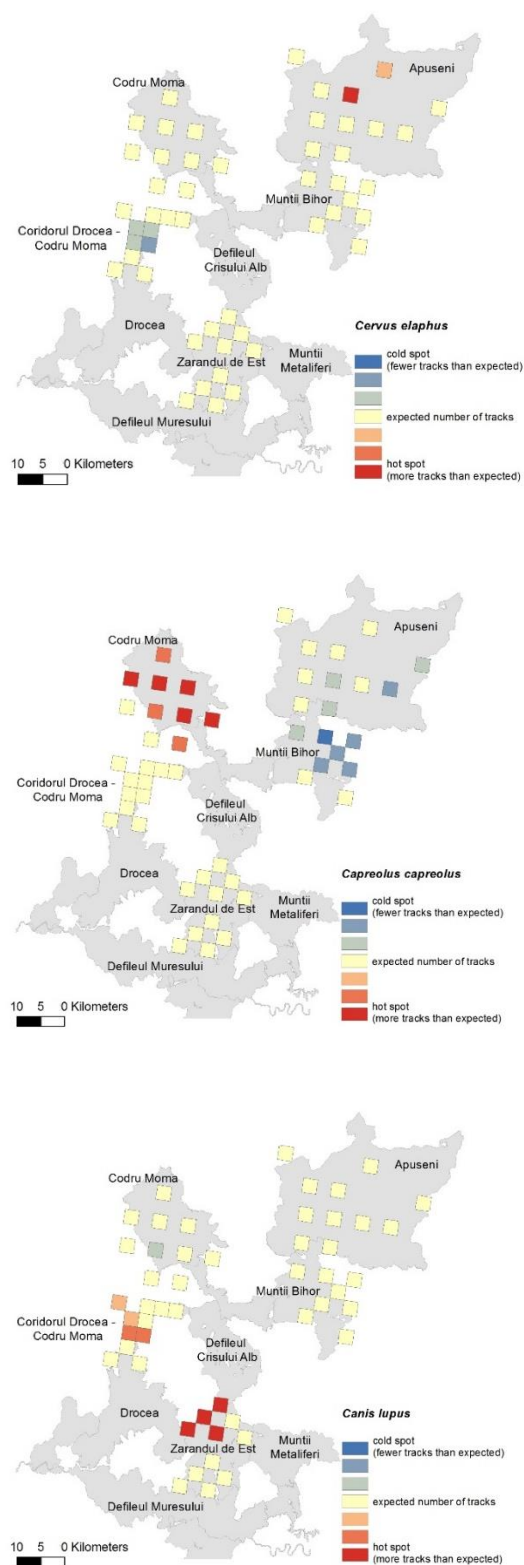 Apuseni
Codru Moma
Muntii Bihor
Coridorul Drocea -
Codru Moma
Defileul
Crisului Alb
Drocea
Cervus elaphus
Zarandul de Est
Muntii
Metaliferi
cold spot
(fewer tracks than expected)
Defileul Muresului
expected number of tracks
10 5 0 Kilometers
hot spot
(more tracks than expected)
Apuseni
Codru Moma
Muntii Bihor
Coridorul Drocea -
Codru Moma
Defileul
Crisului Alb
Drocea
Capreolus capreolus
Zarandul de Est
Muntii
Metaliferi
cold spot
(fewer tracks than expected)
Defileul Muresului
expected number of tracks
10 5 0 Kilometers
hot spot
(more tracks than expected)
Apuseni
Codru Moma
Muntii Bihor
Coridorul Drocea -
Codru Moma
Defileul
Crisului Alb
Drocea
Canis lupus
Zarandul de Est
Muntii
Metaliferi
cold spot
(fewer tracks than expected)
Defileul Muresului
expected number of tracks
10 5 0 Kilometers
hot spot
(more tracks than expected)